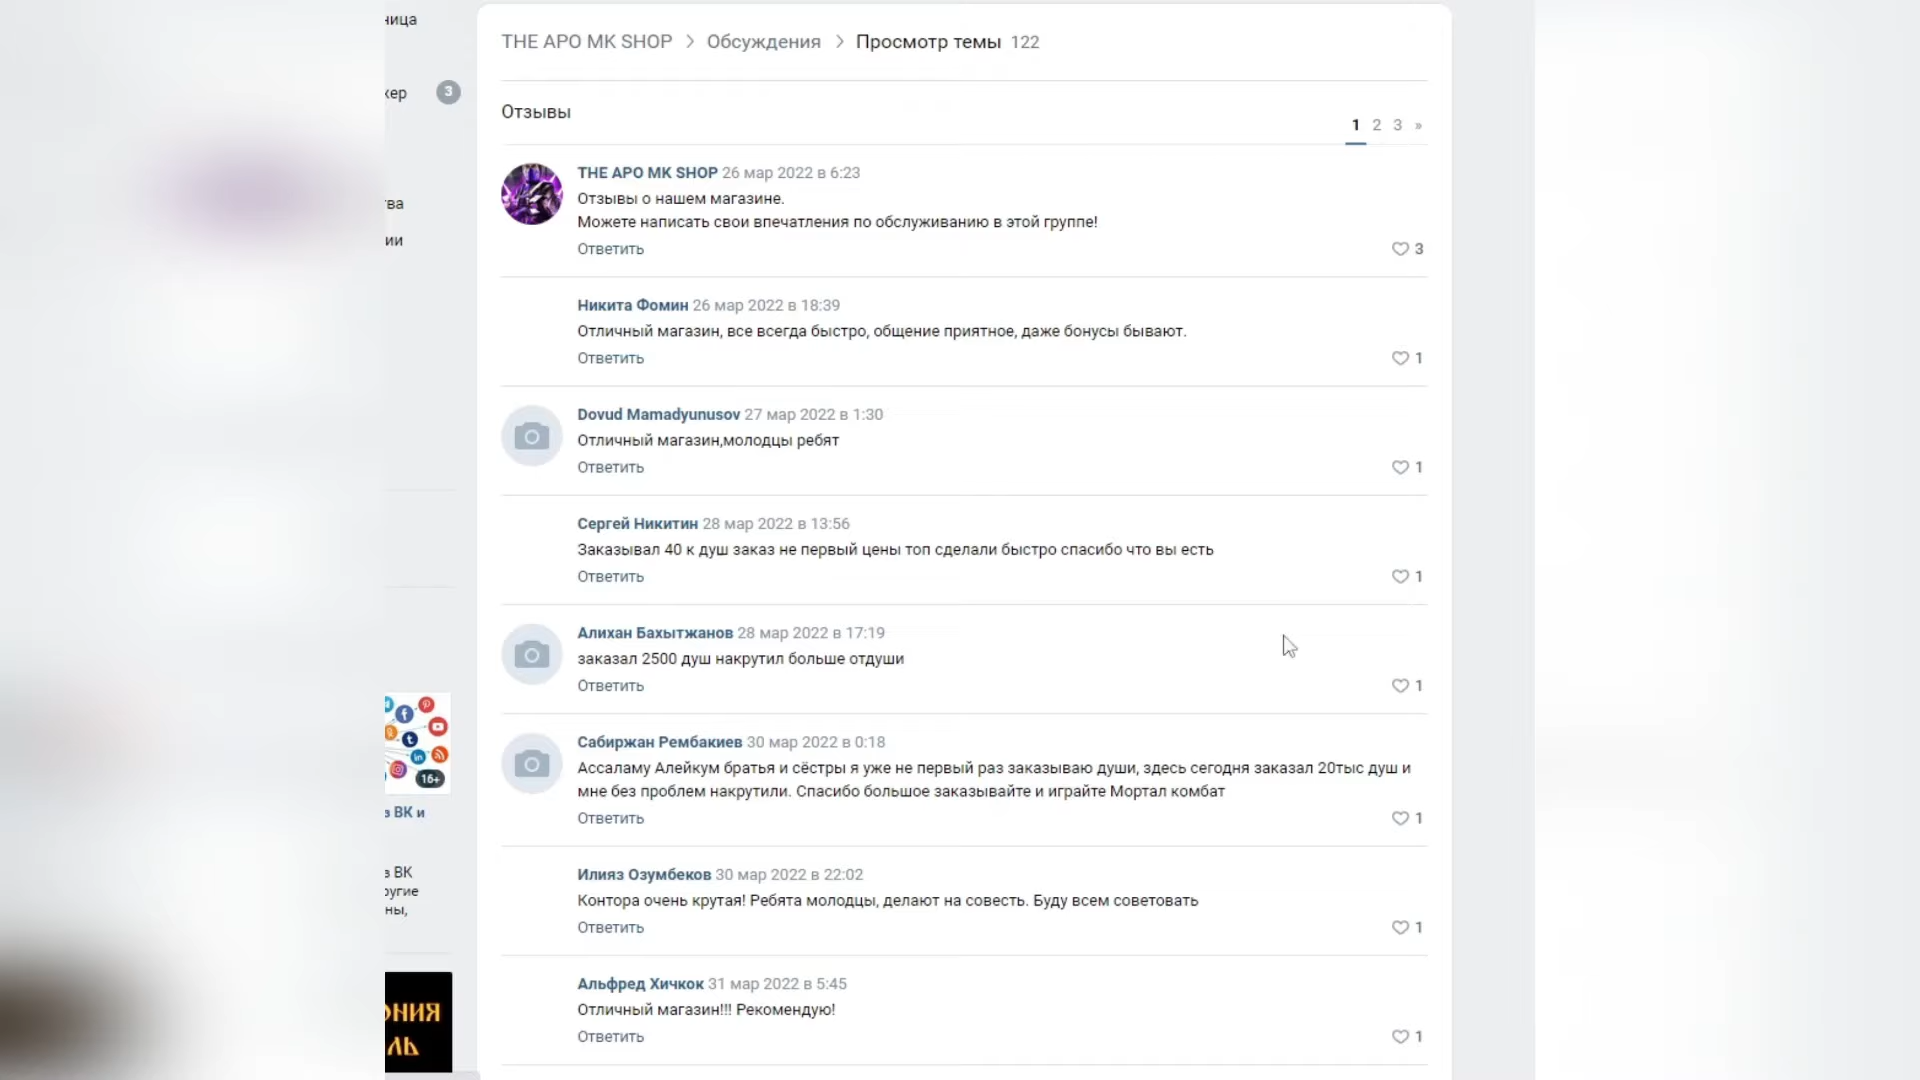 ница
THE APO MK SHOP > Обсуждения > Просмотр темы 122
кер 3
Отзывы
1 2 3 »
THE APO MK SHOP 26 мар 2022 в 6:23
тва
Отзывы о нашем магазине.
Можете написать свои впечатления по обслуживанию в этой группе!
ии
Ответить
3
Никита Фомин 26 мар 2022 в 18:39
Отличный магазин, все всегда быстро, общение приятное, даже бонусы бывают.
Ответить
1
Dovud Mamadyunusov 27 мар 2022 в 1:30
Отличный магазин,молодцы ребят
Ответить
1
Сергей Никитин 28 мар 2022 в 13:56
Заказывал 40 к душ заказ не первый цены топ сделали быстро спасибо что вы есть
Ответить
1
Алихан Бахытжанов 28 мар 2022 в 17:19
заказал 2500 душ накрутил больше отдуши
Ответить
1
Сабиржан Рембакиев 30 мар 2022 в 0:18
Ассаламу Алейкум братья и сёстры я уже не первый раз заказываю души, здесь сегодня заказал 20тыс душ и
мне без проблем накрутили. Спасибо большое заказывайте и играйте Мортал комбат
Ответить
1
16+
в ВК и
в ВК
ругие
ны,
Илияз Озумбеков 30 мар 2022 в 22:02
Контора очень крутая! Ребята молодцы, делают на совесть. Буду всем советовать
Ответить
1
Альфред Хичкок 31 мар 2022 в 5:45
Отличный магазин!!! Рекомендую!
Ответить
1
ОНИЯ
ЛЬ